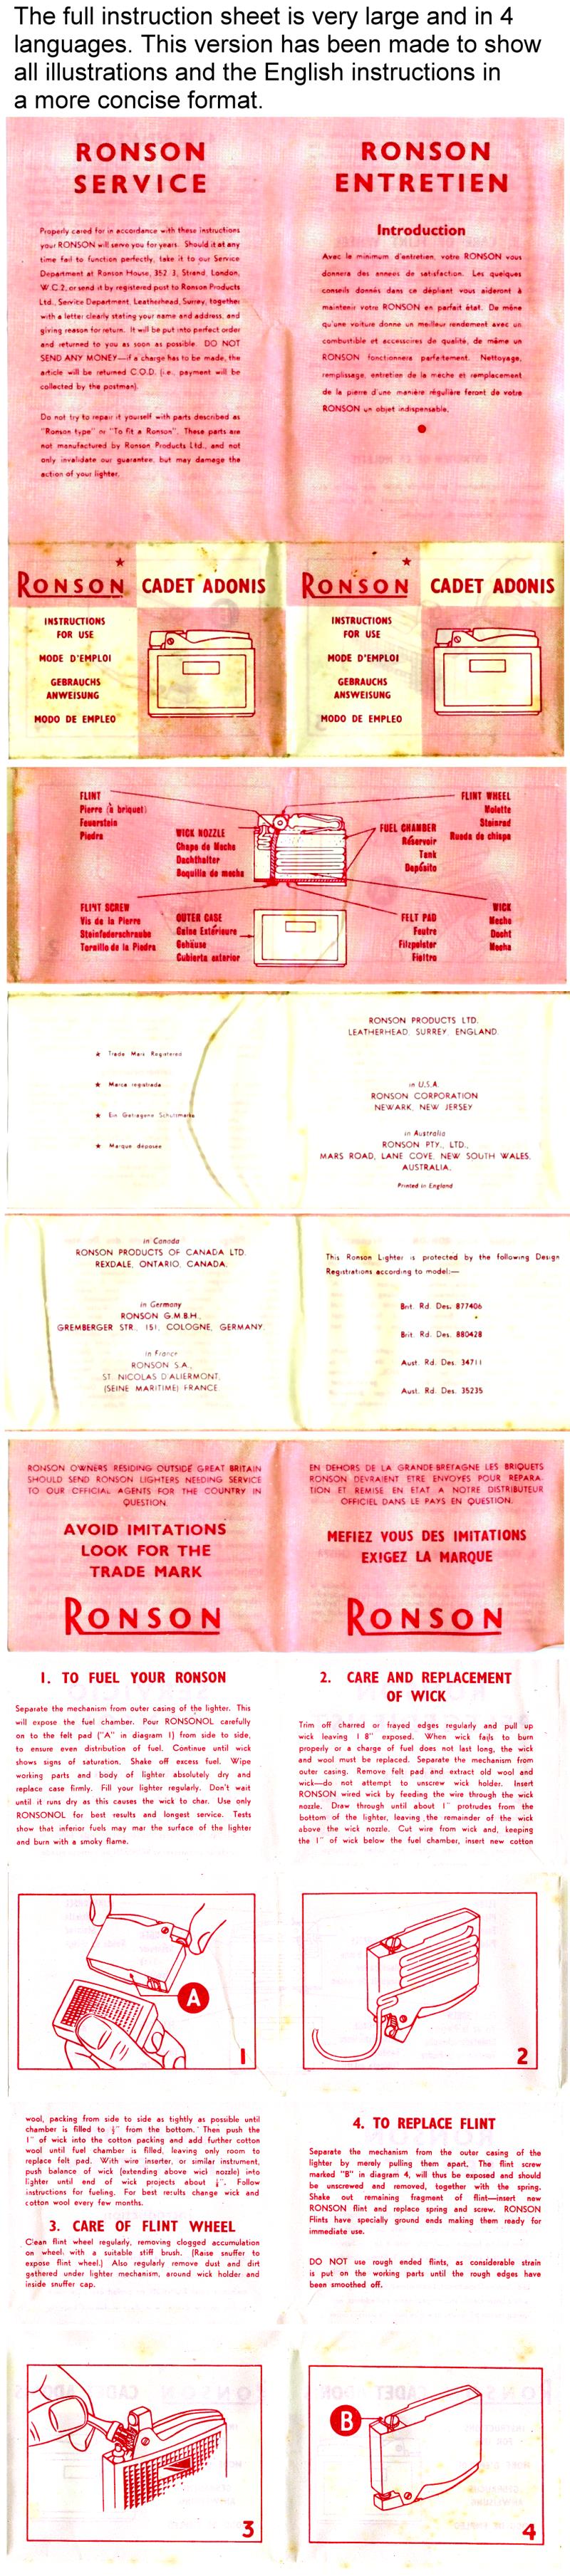 The full instruction sheet is very large and in 4
languages. This version has been made to show
all illustrations and the English instructions in
a more concise format.
RONSON
SERVICE
Properly cared for in accordance with these instructions
your RONSON will serve you for years. Should it at any
time fail to function perfectly, take it to our Service
Department at Ronson House, 352 3, Strand, London,
W.C.2, or send it by registered post to Ronson Products
Ltd., Service Department, Leatherhead, Surrey, together
with a letter clearly stating your name and address, and
giving reason for return. It will be put into perfect order
and returned to you as soon as possible. DO NOT
SEND ANY MONEY—if a charge has to be made, the
article will be returned C.O.D. (i.e., payment will be
collected by the postman).
Do not try to repair it yourself with parts described as
"Ronson type" or "To fit a Ronson". These parts are
not manufactured by Ronson Products Ltd., and not
only invalidate our guarantee, but may damage the
action of your lighter.
RONSON
ENTRETIEN
Introduction
Avec le minimum d'entretien, votre RONSON vous
donnera des annees de satisfaction. Les quelques
conseils donnés dans ce dépliant vous aideront à
maintenir votre RONSON en parfait état. De même
qu'une voiture donne un meilleur rendement avec un
combustible et accessoires de qualité, de même un
RONSON fonctionnera parfaitement. Nettoyage,
remplissage, entretien de la mèche et remplacement
de la pierre d'une manière régulière feront de votre
RONSON un objet indispensable.
RONSON CADET ADONIS
INSTRUCTIONS
FOR USE
MODE D'EMPLOI
GEBRAUCHS
ANWEISUNG
MODO DE EMPLEO
RONSON CADET ADONIS
INSTRUCTIONS
FOR USE
MODE D'EMPLOI
GEBRAUCHS
ANSWEISUNG
MODO DE EMPLEO
FLINT
Pierre (à briquet)
Feuerstein
Piedra
WICK NOZZLE
Chape de Meche
Dochthalter
Boquilla de mecha
FLINT WHEEL
Molette
Steinrad
Rueda de chispa
FUEL CHAMBER
Réservoir
Tank
Depósito
FLINT SCREW
Vis de la Pierre
Steinfederschraube
Tornillo de la Piedra
OUTER CASE
Gaine Extérieure
Gehäuse
Cubierta exterior
FELT PAD
Feutre
Filzpolster
Fieltro
WICK
Meche
Docht
Mecha
★ Trade Mark Registered
★ Marca registrada
★ Ein Getragene Schutzmarke
★ Marque déposée
RONSON PRODUCTS LTD.
LEATHERHEAD. SURREY. ENGLAND.
in U.S.A.
RONSON CORPORATION
NEWARK, NEW JERSEY
in Australia
RONSON PTY., LTD.,
MARS ROAD, LANE COVE, NEW SOUTH WALES,
AUSTRALIA.
Printed in England
in Canada
RONSON PRODUCTS OF CANADA LTD.
REXDALE, ONTARIO, CANADA.
in Germany
RONSON G.M.B.H.,
GREMBERGER STR., 151, COLOGNE, GERMANY.
in France
RONSON S.A.,
ST. NICOLAS D'ALIERMONT,
(SEINE MARITIME) FRANCE.
This Ronson Lighter is protected by the following Design
Registrations according to model:—
Brit. Rd. Des. 877406
Brit. Rd. Des. 880428
Aust. Rd. Des. 34711
Aust. Rd. Des. 35235
RONSON OWNERS RESIDING OUTSIDE GREAT BRITAIN
SHOULD SEND RONSON LIGHTERS NEEDING SERVICE
TO OUR OFFICIAL AGENTS FOR THE COUNTRY IN
QUESTION.
AVOID IMITATIONS
LOOK FOR THE
TRADE MARK
RONSON
EN DEHORS DE LA GRANDE-BRETAGNE LES BRIQUETS
RONSON DEVRAIENT ETRE ENVOYES POUR REPARA-
TION ET REMISE EN ETAT A NOTRE DISTRIBUTEUR
OFFICIEL DANS LE PAYS EN QUESTION.
MEFIEZ VOUS DES IMITATIONS
EXIGEZ LA MARQUE
RONSON
1. TO FUEL YOUR RONSON
Separate the mechanism from outer casing of the lighter. This
will expose the fuel chamber. Pour RONSONOL carefully
on to the felt pad ("A" in diagram 1) from side to side,
to ensure even distribution of fuel. Continue until wick
shows signs of saturation. Shake off excess fuel. Wipe
working parts and body of lighter absolutely dry and
replace case firmly. Fill your lighter regularly. Don't wait
until it runs dry as this causes the wick to char. Use only
RONSONOL for best results and longest service. Tests
show that inferior fuels may mar the surface of the lighter
and burn with a smoky flame.
2. CARE AND REPLACEMENT
OF WICK
Trim off charred or frayed edges regularly and pull up
wick leaving 1 8" exposed. When wick fails to burn
properly or a charge of fuel does not last long, the wick
and wool must be replaced. Separate the mechanism from
outer casing. Remove felt pad and extract old wool and
wick—do not attempt to unscrew wick holder. Insert
RONSON wired wick by feeding the wire through the wick
nozzle. Draw through until about 1" protrudes from the
bottom of the lighter, leaving the remainder of the wick
above the wick nozzle. Cut wire from wick and, keeping
the 1" of wick below the fuel chamber, insert new cotton
A
1
2
wool, packing from side to side as tightly as possible until
chamber is filled to ½" from the bottom. Then push the
1" of wick into the cotton packing and add further cotton
wool until fuel chamber is filled, leaving only room to
replace felt pad. With wire inserter, or similar instrument,
push balance of wick (extending above wick nozzle) into
lighter until end of wick projects about ⅛". Follow
instructions for fueling. For best results change wick and
cotton wool every few months.
3. CARE OF FLINT WHEEL
Clean flint wheel regularly, removing clogged accumulation
on wheel with a suitable stiff brush. (Raise snuffer to
expose flint wheel.) Also regularly remove dust and dirt
gathered under lighter mechanism, around wick holder and
inside snuffer cap.
4. TO REPLACE FLINT
Separate the mechanism from the outer casing of the
lighter by merely pulling them apart. The flint screw
marked "B" in diagram 4, will thus be exposed and should
be unscrewed and removed, together with the spring.
Shake out remaining fragment of flint—insert new
RONSON flint and replace spring and screw. RONSON
Flints have specially ground ends making them ready for
immediate use.
DO NOT use rough ended flints, as considerable strain
is put on the working parts until the rough edges have
been smoothed off.
3
B
4